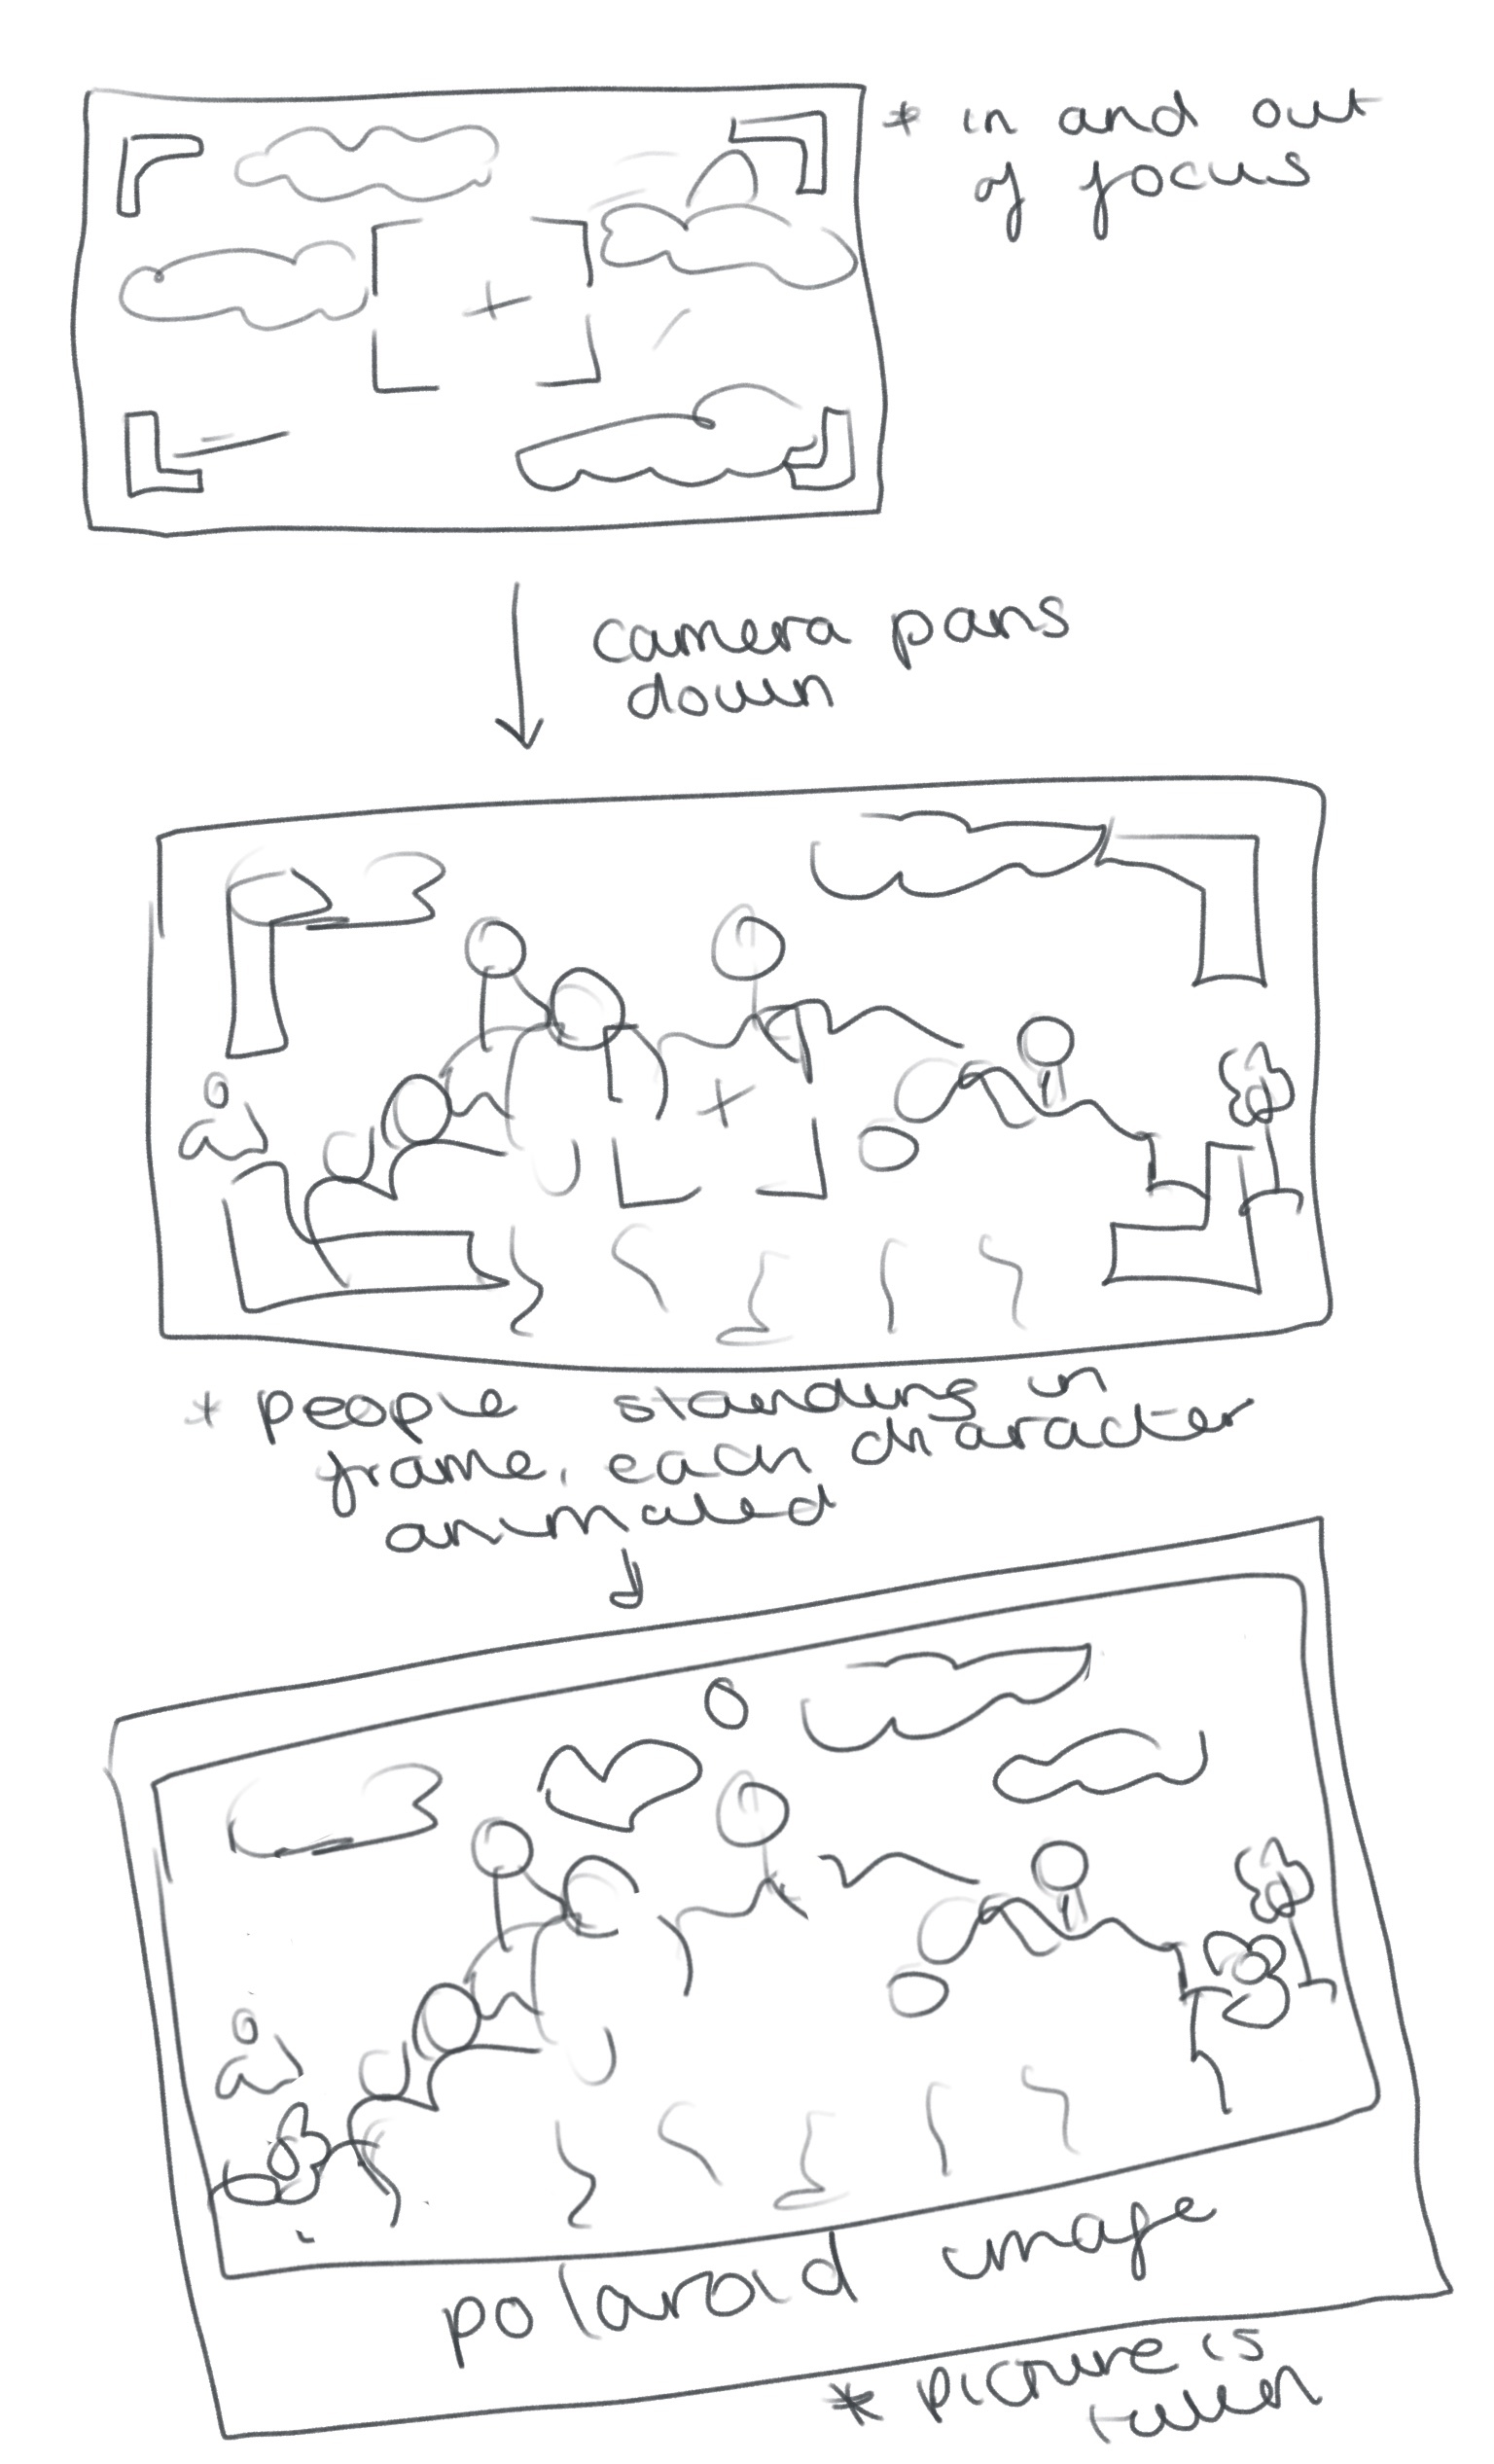 * in and out
of focus
camera pans
down
* people standing in
frame, each character
animated
polaroid image
* picture is
taken